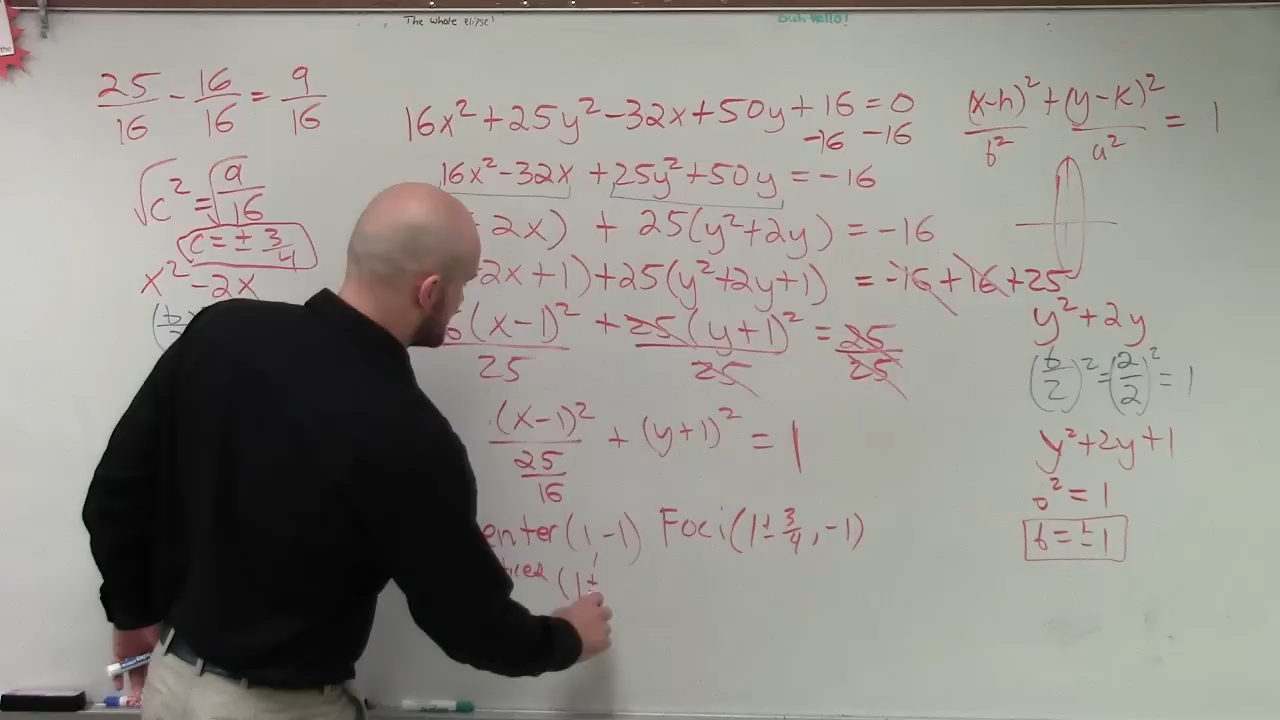 The whole elipse!
Duh Hello!
the
25/16 - 16/16 = 9/16
√c² = √9/16
c = ± 3/4
x² - 2x
16x² + 25y² - 32x + 50y + 16 = 0
-16 -16
16x² - 32x + 25y² + 50y = -16
2x) + 25(y² + 2y) = -16
-2x + 1) + 25(y² + 2y + 1) = -16 + 16 + 25
(x-1)²/25 + 25(y+1)²/25 = 25/25
(x-1)²/(25/16) + (y+1)² = 1
enter (1, -1) Foci (1 ± 3/4, -1)
(1 ±
(x-h)²/b² + (y-k)²/a² = 1
y² + 2y
(b/2)² = (2/2)² = 1
y² + 2y + 1
b² = 1
b = ± 1